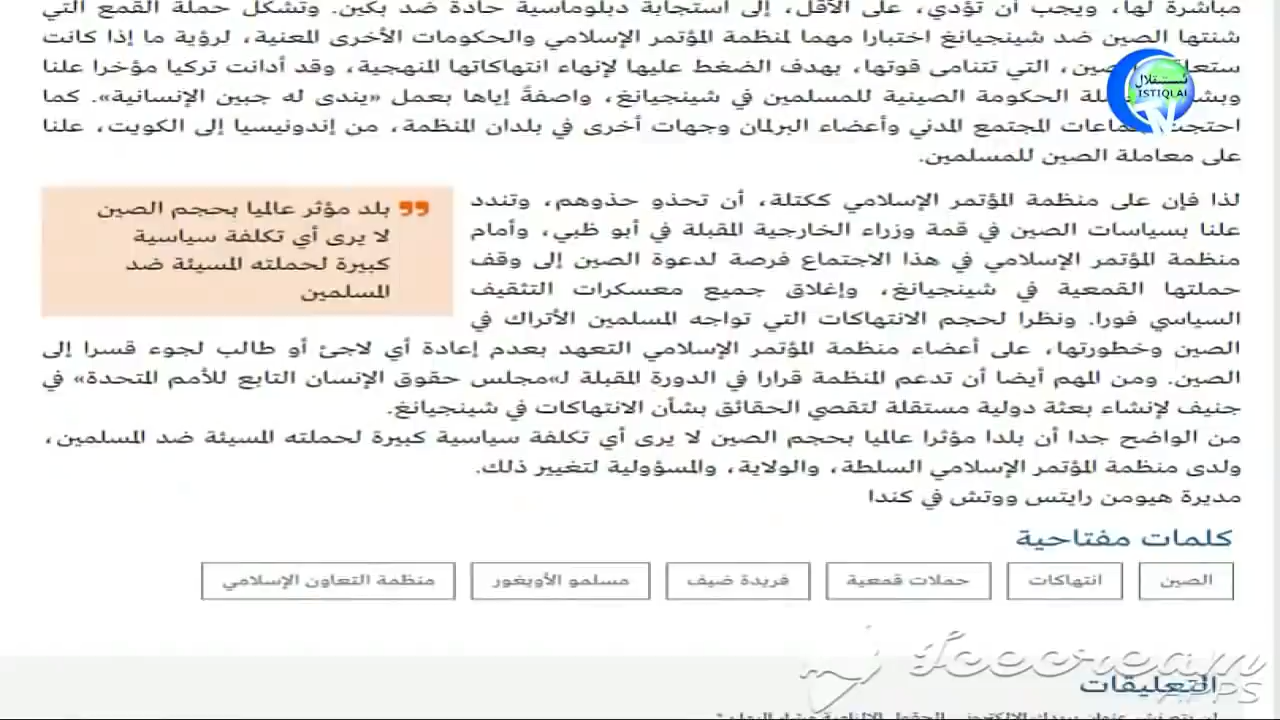 مباشرة لها، ويجب أن تؤدي، على الأقل، إلى استجابة دبلوماسية حادة ضد بكين. وتشكل حملة القمع التي
شنتها الصين ضد شينجيانغ اختبارا مهما لمنظمة المؤتمر الإسلامي والحكومات الأخرى المعنية، لرؤية ما إذا كانت
الصين، التي تتنامى قوتها، بهدف الضغط عليها لإنهاء انتهاكاتها المنهجية، وقد أدانت تركيا مؤخرا علنا
الحكومة الصينية للمسلمين في شينجيانغ، واصفةً إياها بعمل «يندى له جبين الإنسانية». كما
المجتمع المدني وأعضاء البرلمان وجهات أخرى في بلدان المنظمة، من إندونيسيا إلى الكويت، علنا
على معاملة الصين للمسلمين.
لذا فإن على منظمة المؤتمر الإسلامي ككتلة، أن تحذو حذوهم، وتندد
علنا بسياسات الصين في قمة وزراء الخارجية المقبلة في أبو ظبي، وأمام
منظمة المؤتمر الإسلامي في هذا الاجتماع فرصة لدعوة الصين إلى وقف
حملتها القمعية في شينجيانغ، وإغلاق جميع معسكرات التثقيف
السياسي فورا. ونظرا لحجم الانتهاكات التي تواجه المسلمين الأتراك في
الصين وخطورتها، على أعضاء منظمة المؤتمر الإسلامي التعهد بعدم إعادة أي لاجئ أو طالب لجوء قسرا إلى
الصين. ومن المهم أيضا أن تدعم المنظمة قرارا في الدورة المقبلة لـ«مجلس حقوق الإنسان التابع للأمم المتحدة» في
جنيف لإنشاء بعثة دولية مستقلة لتقصي الحقائق بشأن الانتهاكات في شينجيانغ.
من الواضح جدا أن بلدا مؤثرا عالميا بحجم الصين لا يرى أي تكلفة سياسية كبيرة لحملته المسيئة ضد المسلمين،
ولدى منظمة المؤتمر الإسلامي السلطة، والولاية، والمسؤولية لتغيير ذلك.
مديرة هيومن رايتس ووتش في كندا
بلد مؤثر عالميا بحجم الصين
لا يرى أي تكلفة سياسية
كبيرة لحملته المسيئة ضد
المسلمين
كلمات مفتاحية
الصين
انتهاكات
حملات قمعية
فريدة ضيف
مسلمو الأويغور
منظمة التعاون الإسلامي
التعليقات
ئىستىقلال
ISTIQLAL
Icecream
APPS